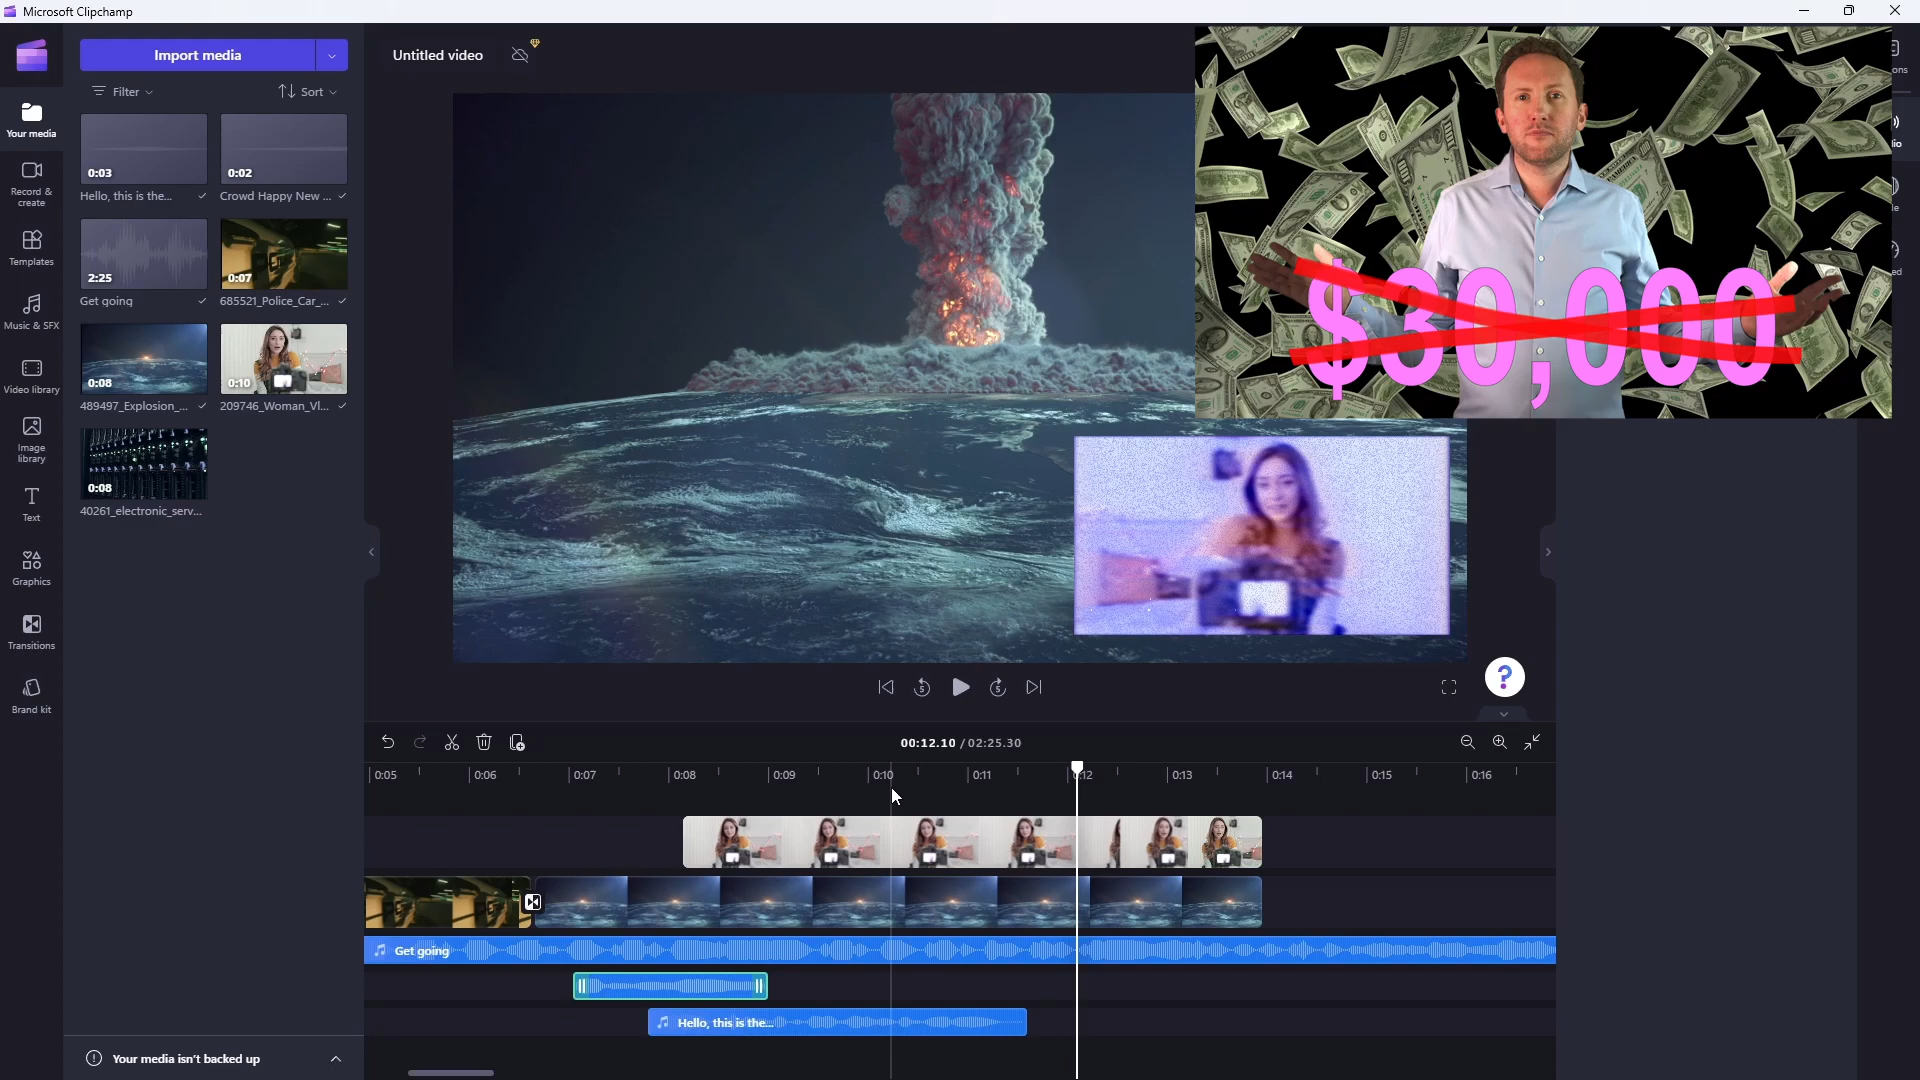 Microsoft Clipchamp
Import media
Untitled video
Filter
Sort
Your media
0:03
0:02
Hello, this is the...
Crowd Happy New ...
Record &
create
Templates
2:25
0:07
Get going
685521_Police_Car_...
Music & SFX
$30,000
Video library
0:08
0:10
489497_Explosion_...
209746_Woman_Vl...
Image
library
0:08
40261_electronic_serv...
Text
Graphics
Transitions
Brand kit
5
5
?
00:12.10 / 02:25.30
0:05
0:06
0:07
0:08
0:09
0:10
0:11
0:12
0:13
0:14
0:15
0:16
Get going
Hello, this is the...
Your media isn't backed up